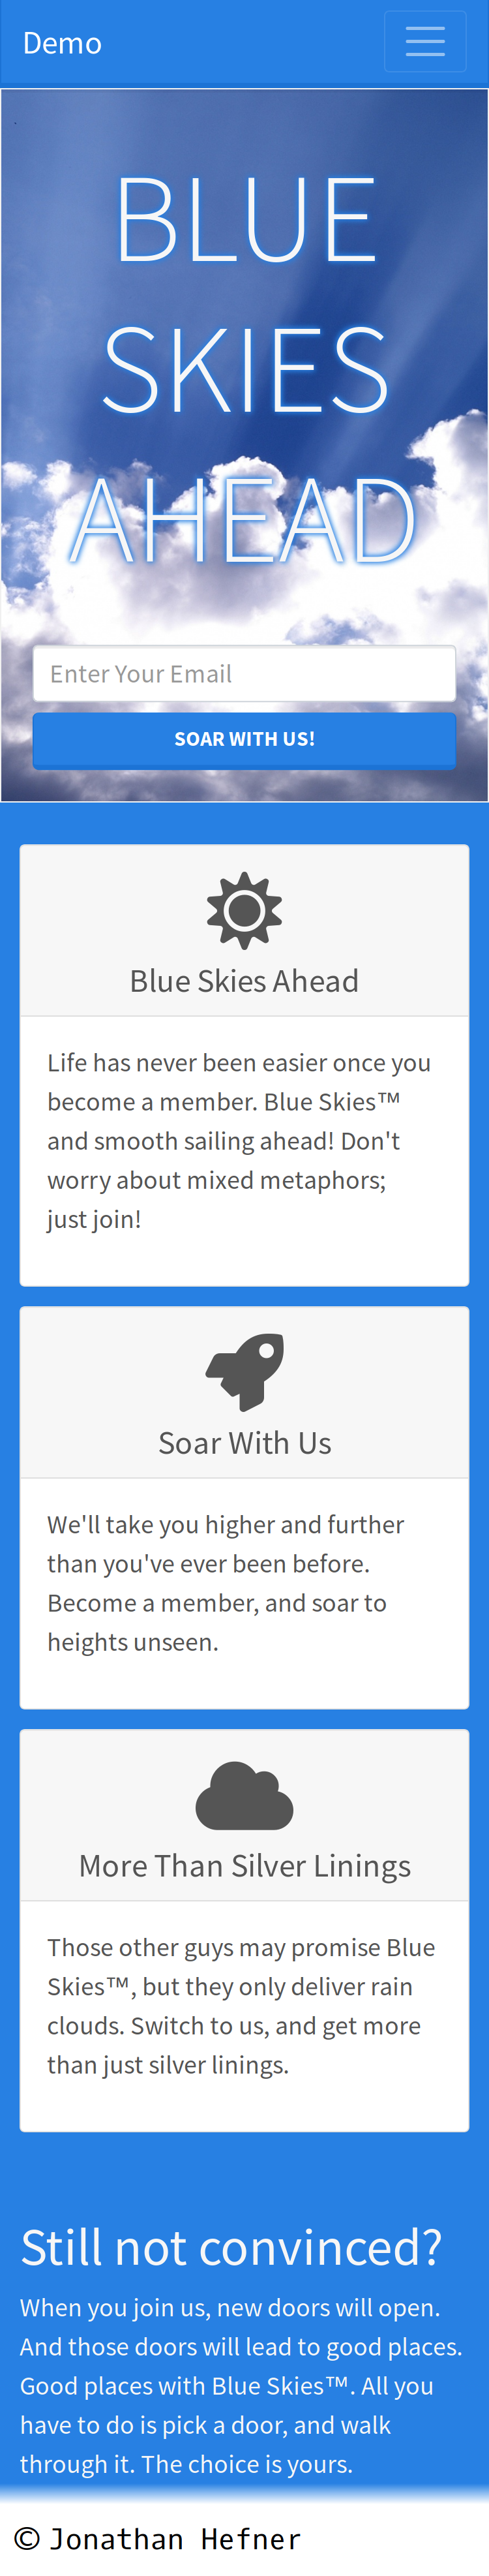 Demo
BLUE
SKIES
AHEAD
Enter Your Email
SOAR WITH US!
Blue Skies Ahead
Life has never been easier once you
become a member. Blue Skies™
and smooth sailing ahead! Don't
worry about mixed metaphors;
just join!
Soar With Us
We'll take you higher and further
than you've ever been before.
Become a member, and soar to
heights unseen.
More Than Silver Linings
Those other guys may promise Blue
Skies™, but they only deliver rain
clouds. Switch to us, and get more
than just silver linings.
Still not convinced?
When you join us, new doors will open.
And those doors will lead to good places.
Good places with Blue Skies™. All you
have to do is pick a door, and walk
through it. The choice is yours.
© Jonathan Hefner